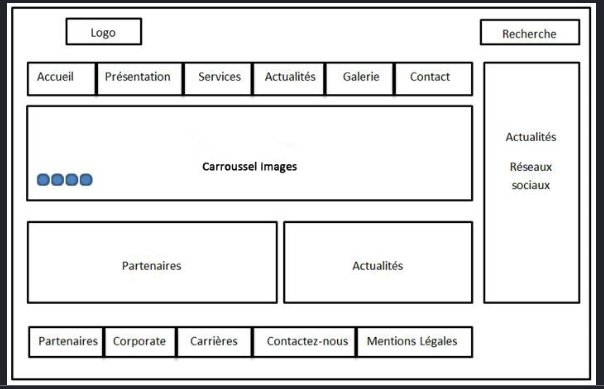 Logo
Recherche
Accueil
Présentation
Services
Actualités
Galerie
Contact
Carroussel Images
Actualités
Réseaux
sociaux
Partenaires
Actualités
Partenaires
Corporate
Carrières
Contactez-nous
Mentions Légales